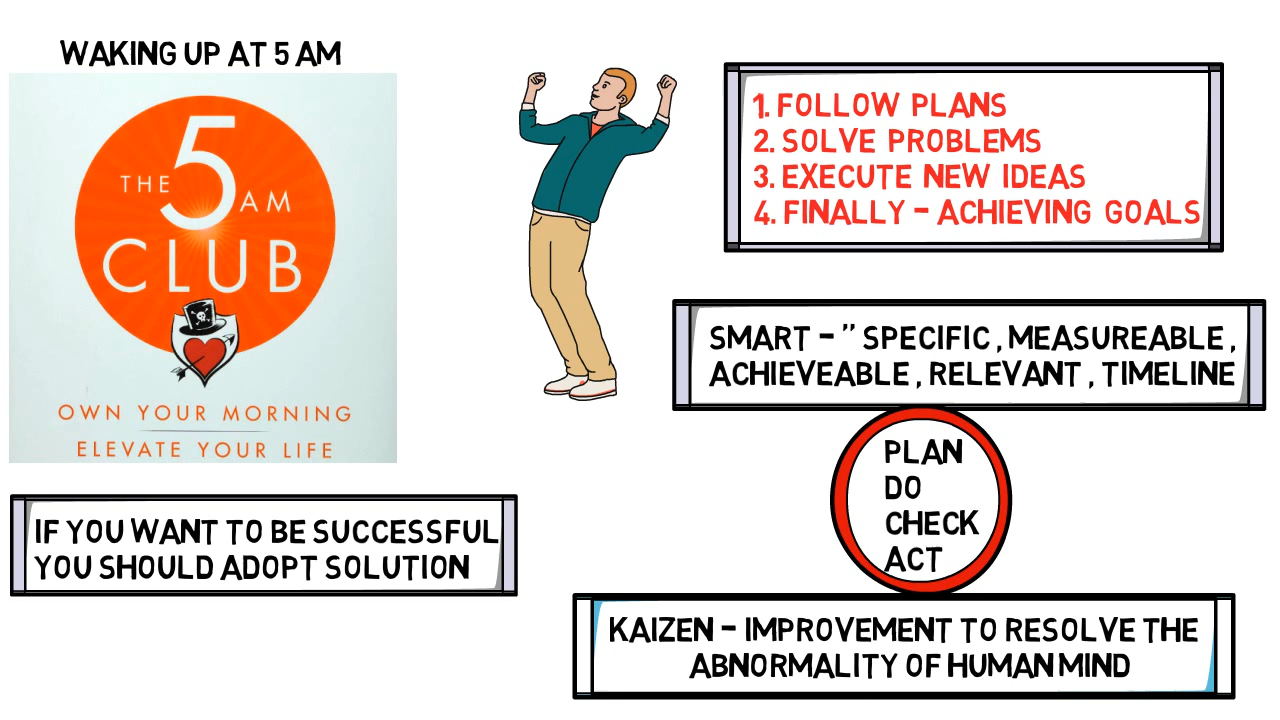 WAKING UP AT 5 AM
THE 5 AM
CLUB
OWN YOUR MORNING
ELEVATE YOUR LIFE
IF YOU WANT TO BE SUCCESSFUL
YOU SHOULD ADOPT SOLUTION
1. FOLLOW PLANS
2. SOLVE PROBLEMS
3. EXECUTE NEW IDEAS
4. FINALLY - ACHIEVING GOALS
SMART - " SPECIFIC , MEASUREABLE ,
ACHIEVEABLE , RELEVANT , TIMELINE
PLAN
DO
CHECK
ACT
KAIZEN - IMPROVEMENT TO RESOLVE THE
ABNORMALITY OF HUMAN MIND